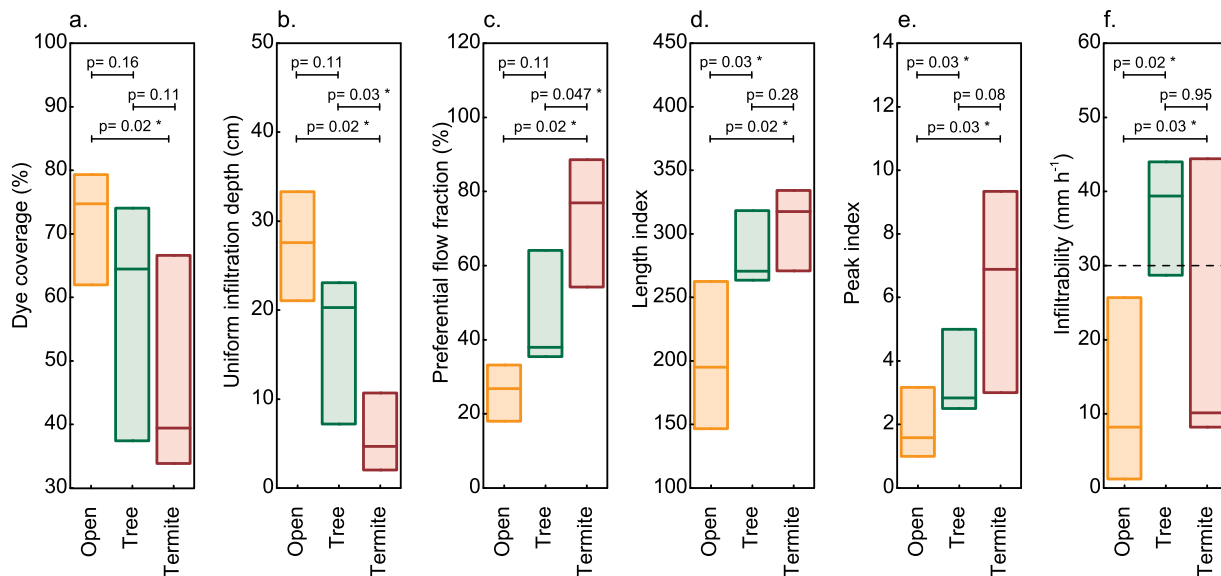 a.
Dye coverage (%)
100
90
80
70
60
50
40
30
p= 0.16
p= 0.11
p= 0.02 *
Open
Tree
Termite
b.
Uniform infiltration depth (cm)
50
40
30
20
10
0
p= 0.11
p= 0.03 *
p= 0.02 *
Open
Tree
Termite
c.
Preferential flow fraction (%)
120
100
80
60
40
20
0
p= 0.11
p= 0.047 *
p= 0.02 *
Open
Tree
Termite
d.
Length index
450
400
350
300
250
200
150
100
p= 0.03 *
p= 0.28
p= 0.02 *
Open
Tree
Termite
e.
Peak index
14
12
10
8
6
4
2
0
p= 0.03 *
p= 0.08
p= 0.03 *
Open
Tree
Termite
f.
Infiltrability (mm h⁻¹)
60
50
40
30
20
10
0
p= 0.02 *
p= 0.95
p= 0.03 *
Open
Tree
Termite